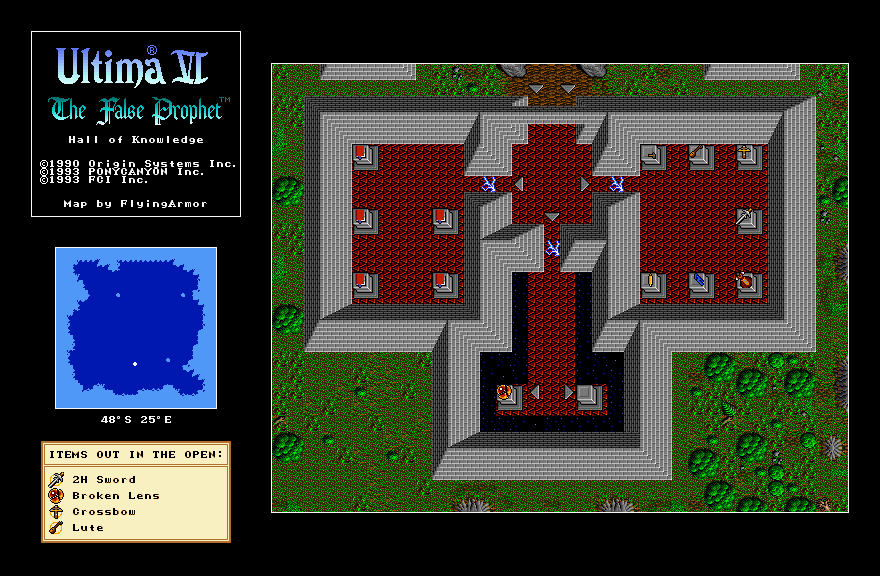 Ultima® VI
The False Prophet™
Hall of Knowledge
©1990 Origin Systems Inc.
©1993 PONYCANYON Inc.
©1993 FCI Inc.
Map by FlyingArmor
48°S 25°E
ITEMS OUT IN THE OPEN:
2H Sword
Broken Lens
Crossbow
Lute